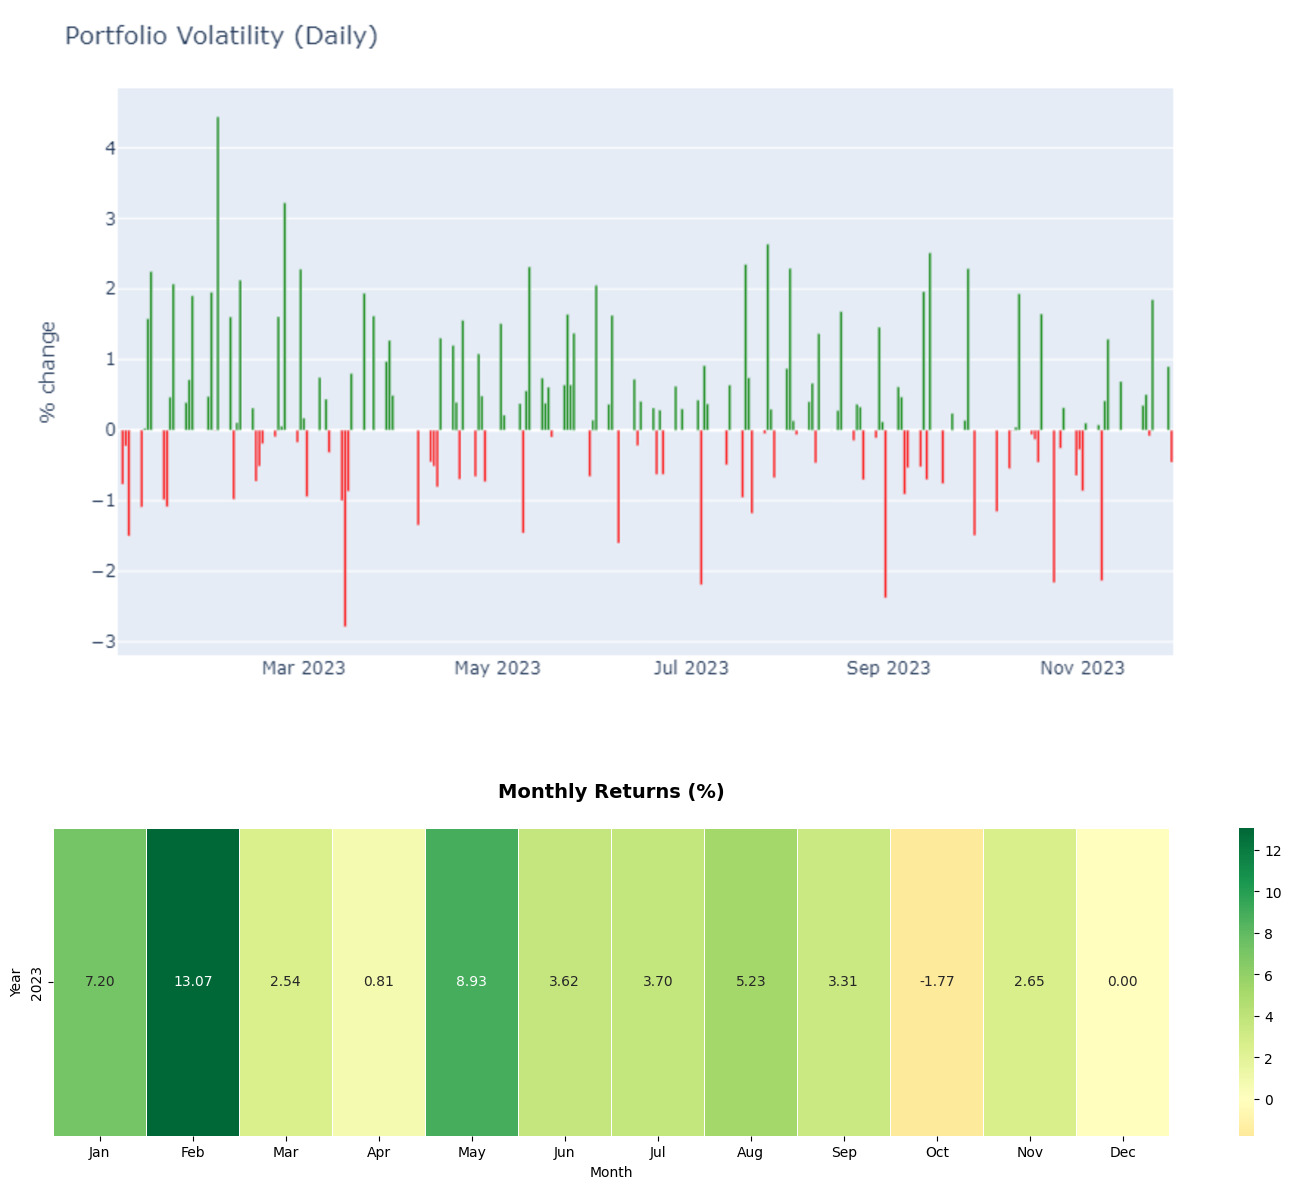 Portfolio Volatility (Daily)
4
3
2
1
0
−1
−2
−3
% change
Mar 2023 May 2023 Jul 2023 Sep 2023 Nov 2023
Monthly Returns (%)
Year
2023
7.20 13.07 2.54 0.81 8.93 3.62 3.70 5.23 3.31 -1.77 2.65 0.00
Jan Feb Mar Apr May Jun Jul Aug Sep Oct Nov Dec
Month
12
10
8
6
4
2
0